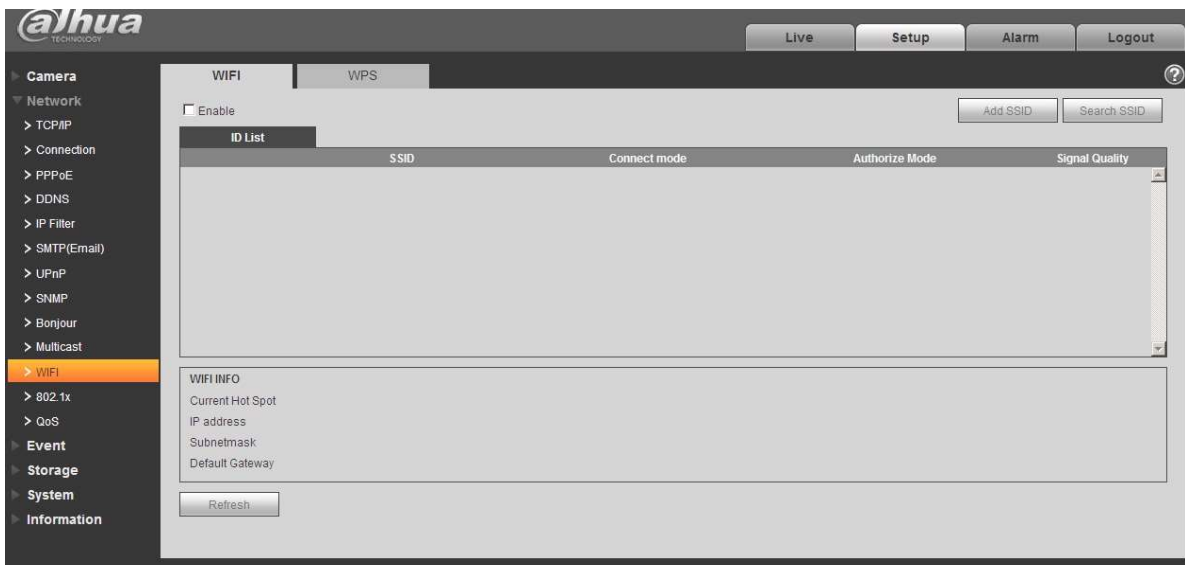 alhua
TECHNOLOGY
Live Setup Alarm Logout
Camera
Network
> TCP/IP
> Connection
> PPPoE
> DDNS
> IP Filter
> SMTP(Email)
> UPnP
> SNMP
> Bonjour
> Multicast
> WIFI
> 802.1x
> QoS
Event
Storage
System
Information
WIFI WPS
?
Enable
Add SSID Search SSID
ID List
SSID Connect mode Authorize Mode Signal Quality
WIFI INFO
Current Hot Spot
IP address
Subnetmask
Default Gateway
Refresh